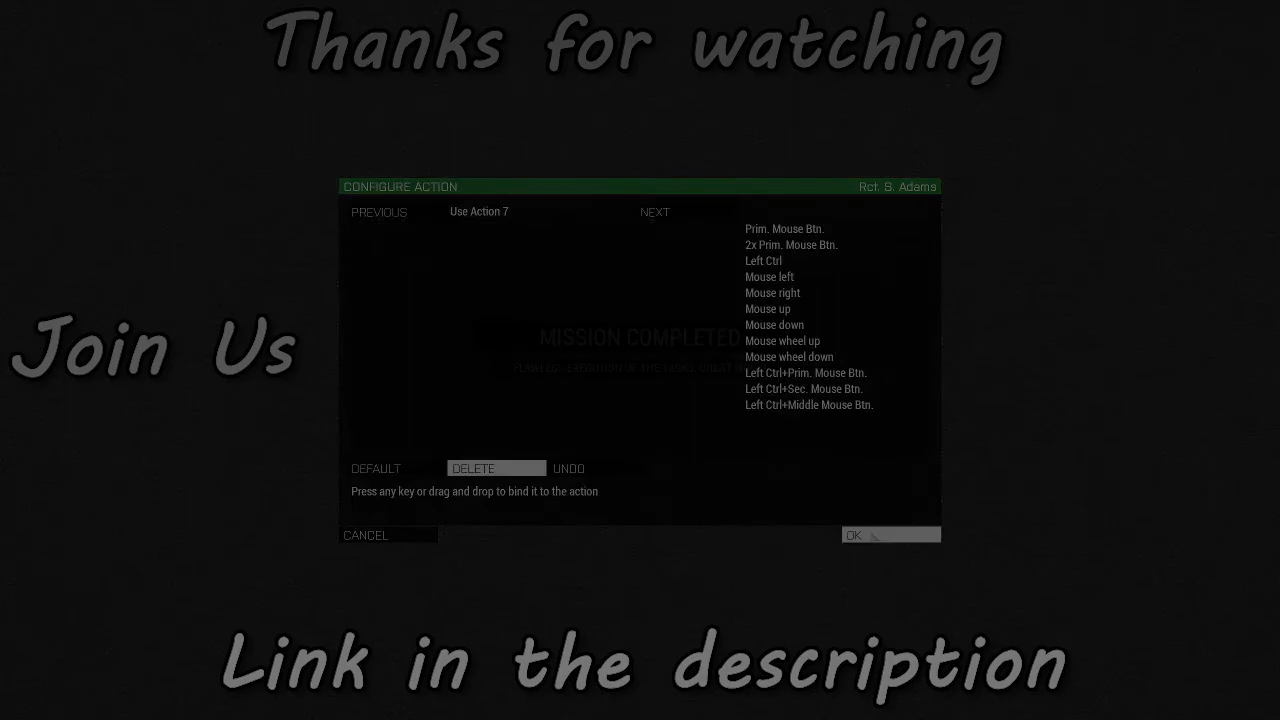 Thanks for watching
CONFIGURE ACTION Rct. S. Adams
PREVIOUS Use Action 7 NEXT
Prim. Mouse Btn.
2x Prim. Mouse Btn.
Left Ctrl
Mouse left
Mouse right
Mouse up
Mouse down
Mouse wheel up
Mouse wheel down
Left Ctrl+Prim. Mouse Btn.
Left Ctrl+Sec. Mouse Btn.
Left Ctrl+Middle Mouse Btn.
MISSION COMPLETED
Join Us
DEFAULT DELETE UNDO
Press any key or drag and drop to bind it to the action
CANCEL OK
Link in the description